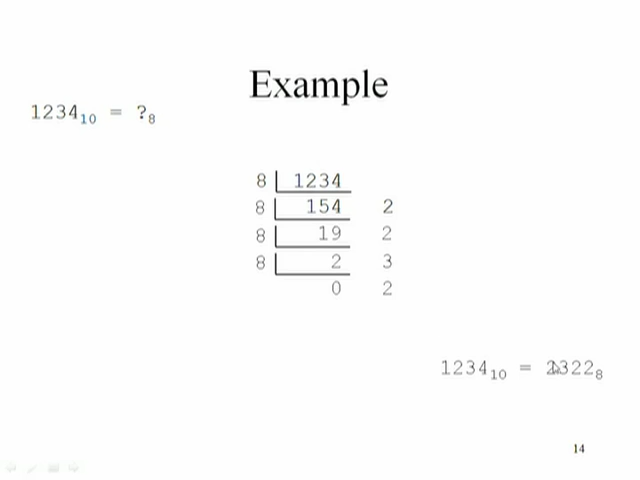 Example
1234₁₀ = ?₈
8 1234
8 154 2
8 19 2
8 2 3
0 2
1234₁₀ = 2322₈
14